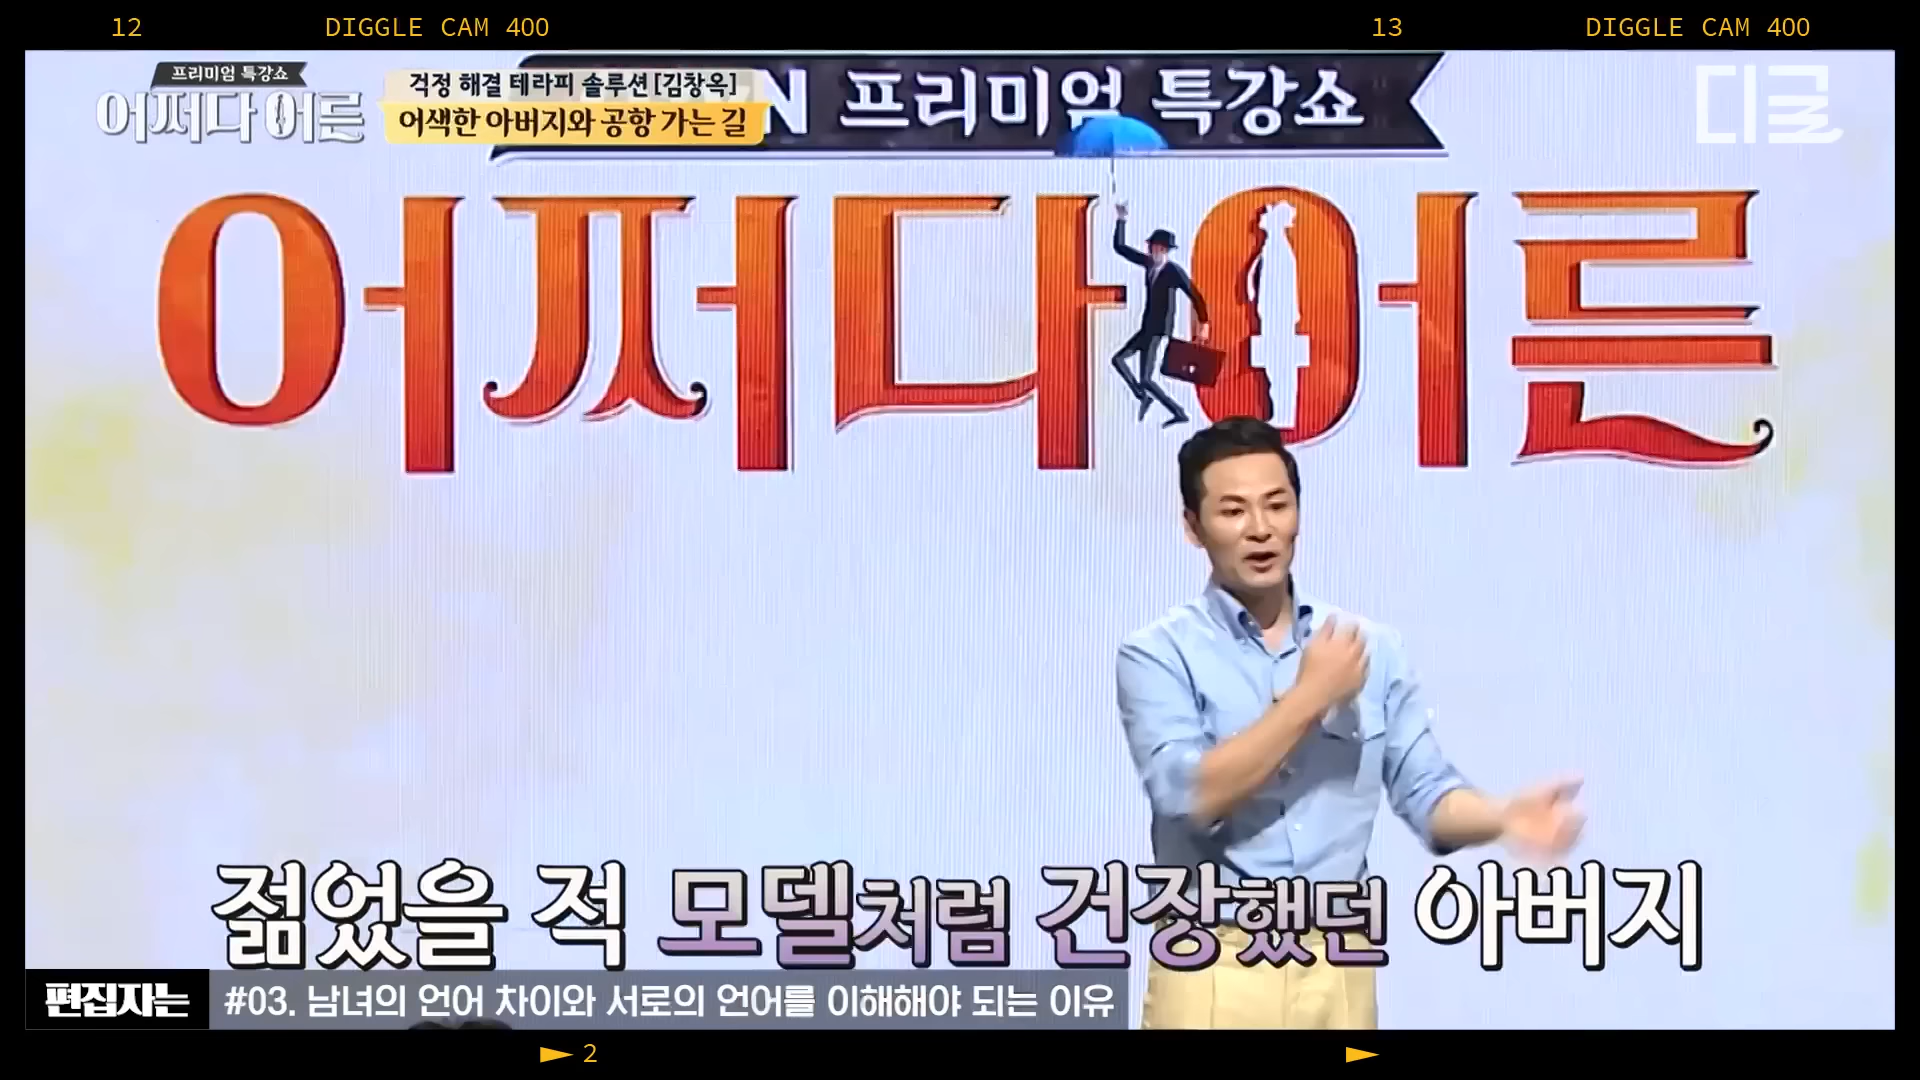 12 DIGGLE CAM 400 13 DIGGLE CAM 400
프리미엄 특강쇼
어쩌다 어른
걱정 해결 테라피 솔루션[김창옥]
어색한 아버지와 공항 가는 길
N 프리미엄 특강쇼
디글
어쩌다 어른
젊었을 적 모델처럼 건장했던 아버지
편집자는 #03. 남녀의 언어 차이와 서로의 언어를 이해해야 되는 이유
2